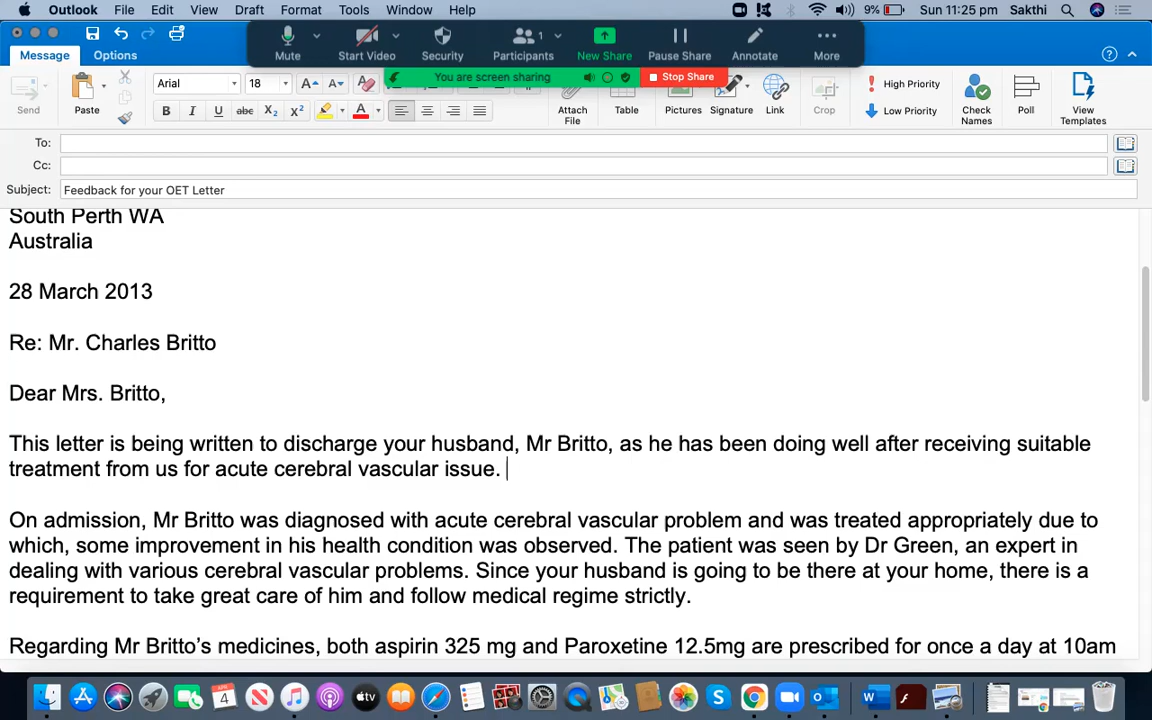 Outlook File Edit View Draft Format Tools Window Help 9% Sun 11:25 pm Sakthi
Message Options
Mute Start Video Security Participants 1 New Share Pause Share Annotate More
You are screen sharing Stop Share
Send Paste Arial 18 Attach File Table Pictures Signature Link Crop High Priority Low Priority Check Names Poll View Templates
B I U abc X2 X2 A
To:
Cc:
Subject: Feedback for your OET Letter
South Perth WA
Australia
28 March 2013
Re: Mr. Charles Britto
Dear Mrs. Britto,
This letter is being written to discharge your husband, Mr Britto, as he has been doing well after receiving suitable
treatment from us for acute cerebral vascular issue.
On admission, Mr Britto was diagnosed with acute cerebral vascular problem and was treated appropriately due to
which, some improvement in his health condition was observed. The patient was seen by Dr Green, an expert in
dealing with various cerebral vascular problems. Since your husband is going to be there at your home, there is a
requirement to take great care of him and follow medical regime strictly.
Regarding Mr Britto’s medicines, both aspirin 325 mg and Paroxetine 12.5mg are prescribed for once a day at 10am
APR 4 tv